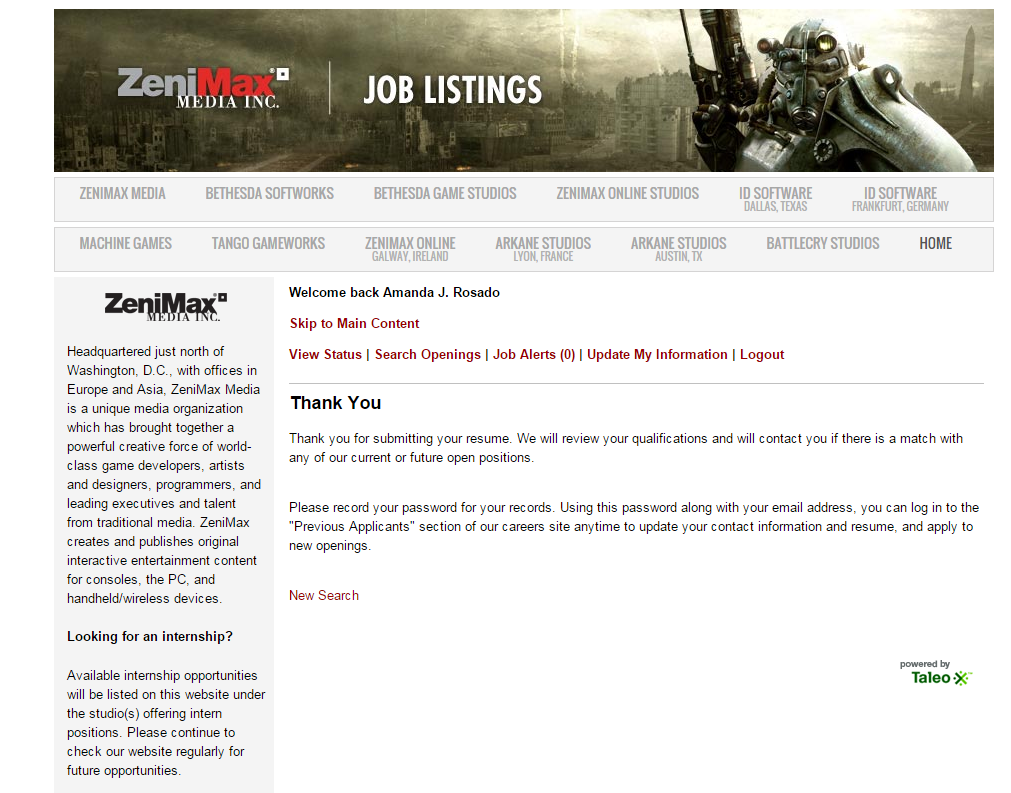 ZeniMax
MEDIA INC.
JOB LISTINGS
ZENIMAX MEDIA BETHESDA SOFTWORKS BETHESDA GAME STUDIOS ZENIMAX ONLINE STUDIOS ID SOFTWARE ID SOFTWARE
DALLAS, TEXAS FRANKFURT, GERMANY
MACHINE GAMES TANGO GAMEWORKS ZENIMAX ONLINE ARKANE STUDIOS ARKANE STUDIOS BATTLECRY STUDIOS HOME
GALWAY, IRELAND LYON, FRANCE AUSTIN, TX
ZeniMax
MEDIA INC.
Headquartered just north of
Washington, D.C., with offices in
Europe and Asia, ZeniMax Media
is a unique media organization
which has brought together a
powerful creative force of world-
class game developers, artists
and designers, programmers, and
leading executives and talent
from traditional media. ZeniMax
creates and publishes original
interactive entertainment content
for consoles, the PC, and
handheld/wireless devices.
Looking for an internship?
Available internship opportunities
will be listed on this website under
the studio(s) offering intern
positions. Please continue to
check our website regularly for
future opportunities.
Welcome back Amanda J. Rosado
Skip to Main Content
View Status | Search Openings | Job Alerts (0) | Update My Information | Logout
Thank You
Thank you for submitting your resume. We will review your qualifications and will contact you if there is a match with
any of our current or future open positions.
Please record your password for your records. Using this password along with your email address, you can log in to the
"Previous Applicants" section of our careers site anytime to update your contact information and resume, and apply to
new openings.
New Search
powered by
Taleo